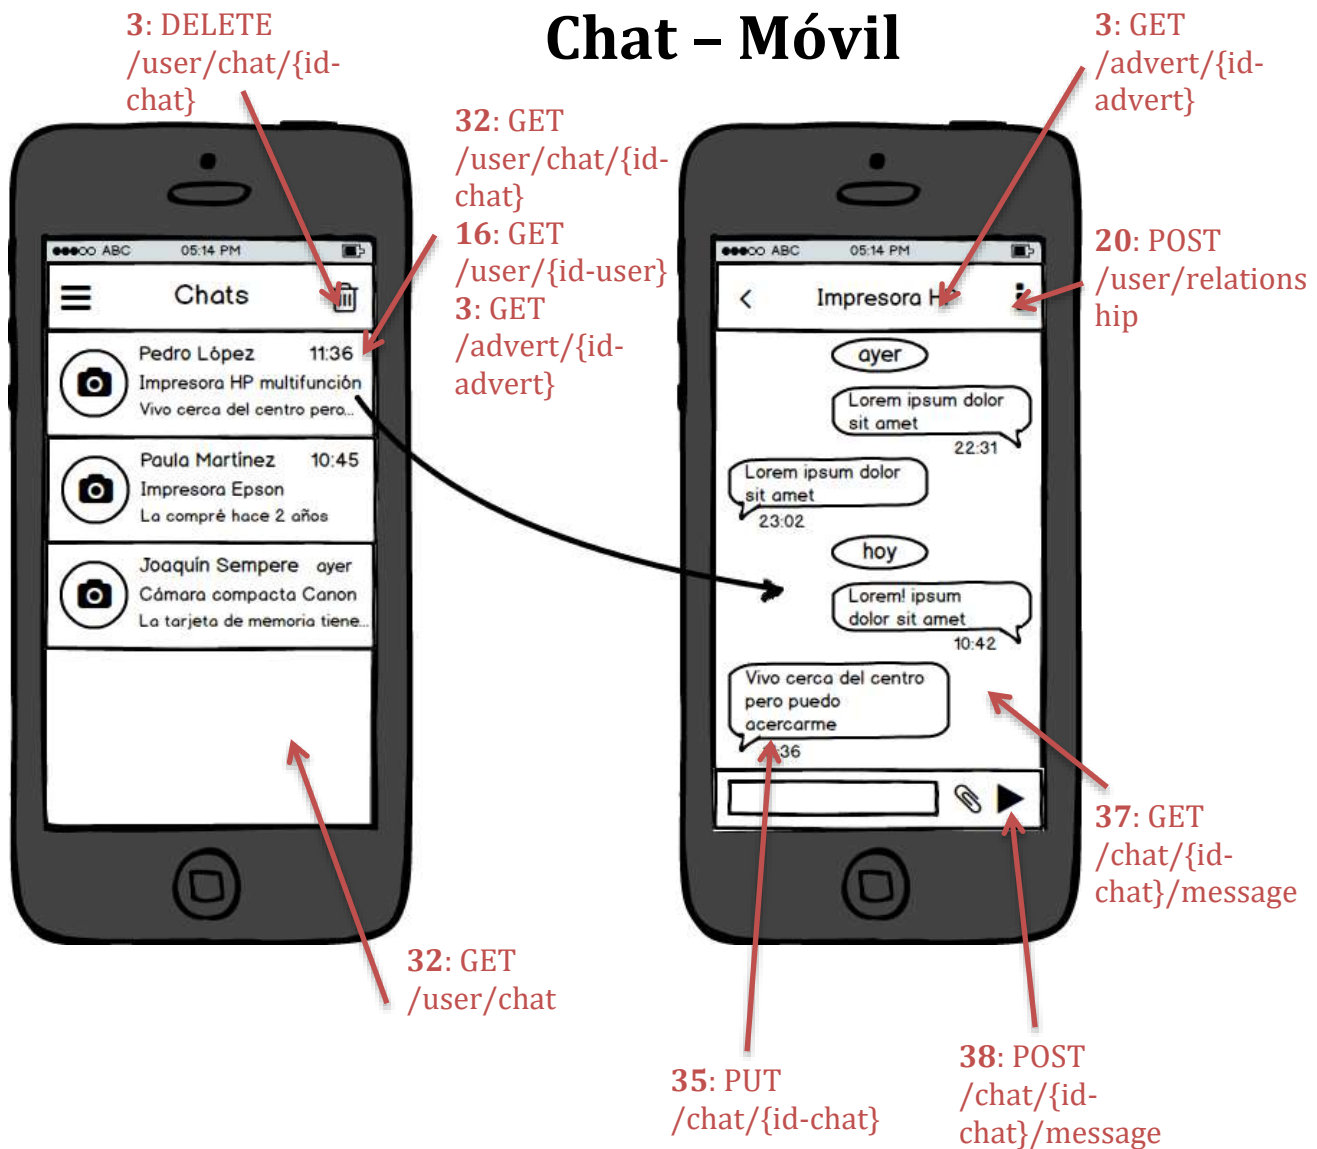 Chat – Móvil
3: DELETE
/user/chat/{id-
chat}
32: GET
/user/chat/{id-
chat}
16: GET
/user/{id-user}
3: GET
/advert/{id-
advert}
3: GET
/advert/{id-
advert}
20: POST
/user/relations
hip
ABC 05:14 PM
Chats
Pedro López 11:36
Impresora HP multifunción
Vivo cerca del centro pero...
Paula Martínez 10:45
Impresora Epson
La compré hace 2 años
Joaquín Sempere ayer
Cámara compacta Canon
La tarjeta de memoria tiene...
32: GET
/user/chat
ABC 05:14 PM
Impresora HP
ayer
Lorem ipsum dolor
sit amet
22:31
Lorem ipsum dolor
sit amet
23:02
hoy
Lorem! ipsum
dolor sit amet
10:42
Vivo cerca del centro
pero puedo
acercarme
:36
37: GET
/chat/{id-
chat}/message
35: PUT
/chat/{id-chat}
38: POST
/chat/{id-
chat}/message